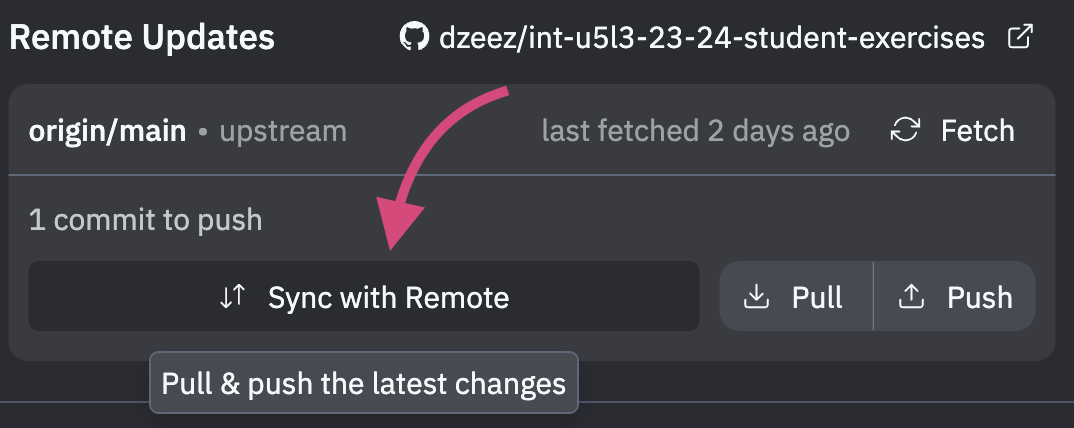 Remote Updates dzeez/int-u5l3-23-24-student-exercises
origin/main • upstream last fetched 2 days ago Fetch
1 commit to push
Sync with Remote Pull Push
Pull & push the latest changes